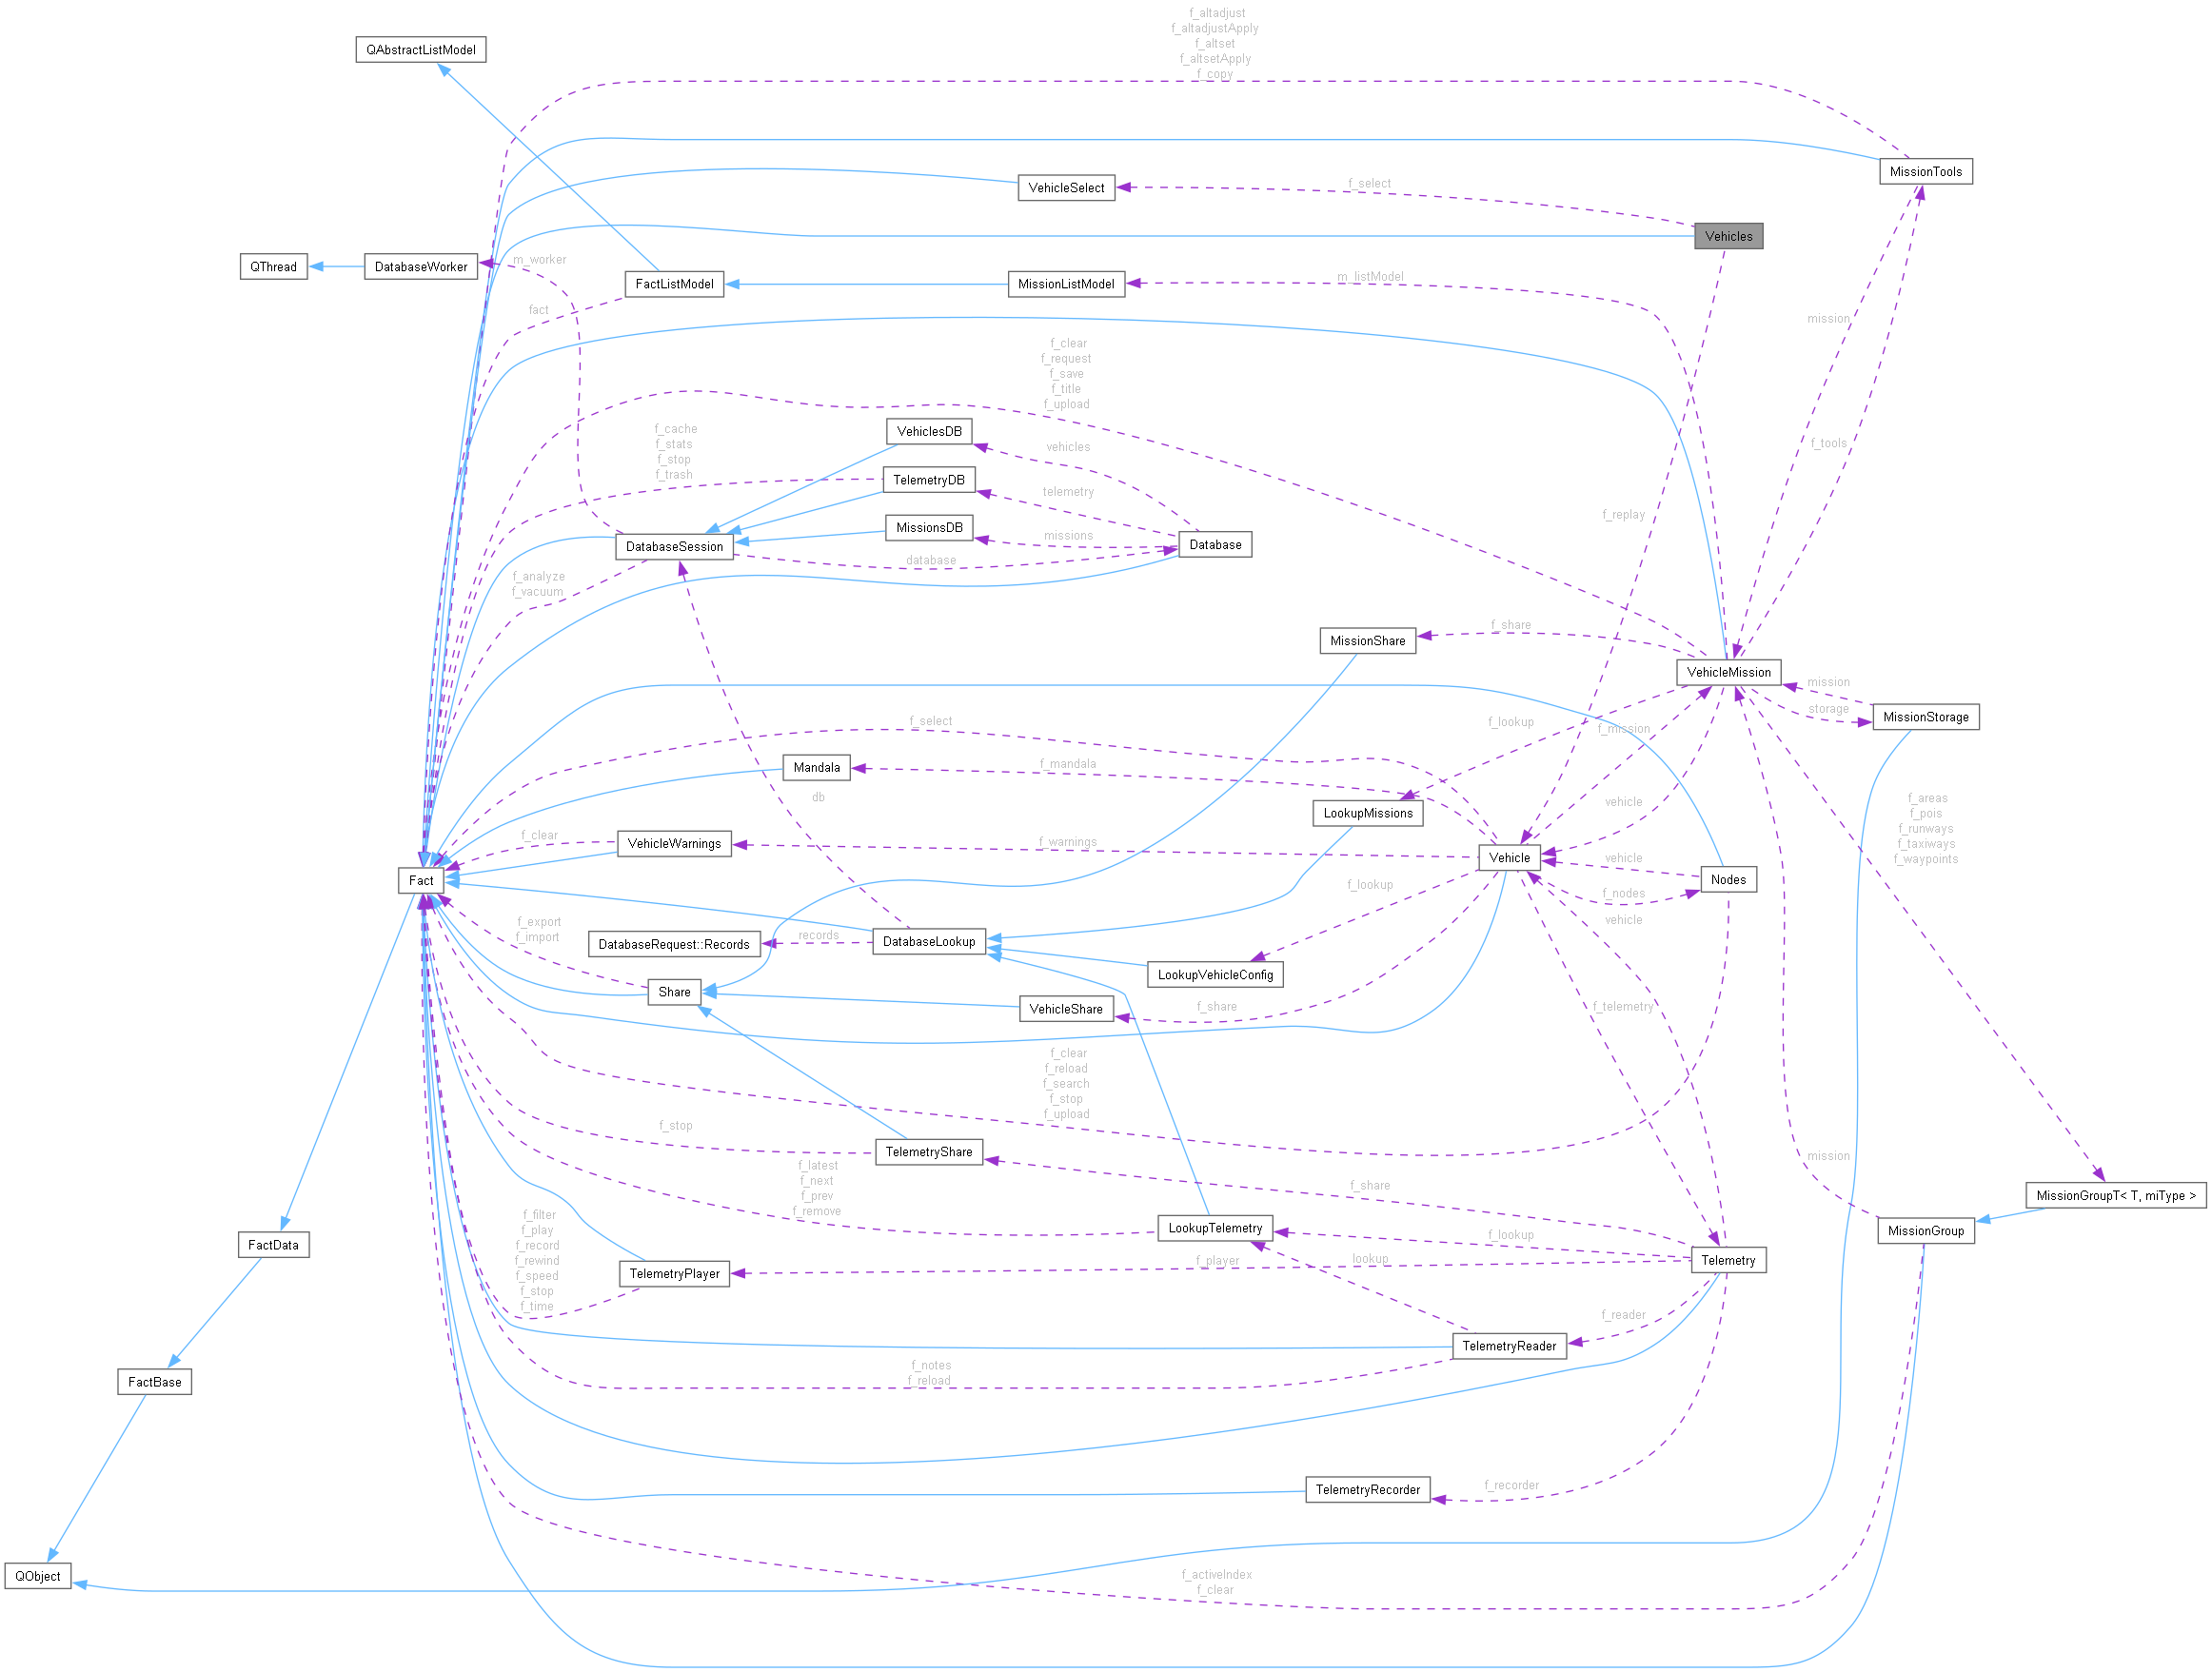 f_altadjust
f_altadjustApply
f_altset
f_altsetApply
f_copy
QAbstractListModel
MissionTools
VehicleSelect
f_select
Vehicles
QThread
DatabaseWorker
m_worker
FactListModel
MissionListModel
m_listModel
fact
mission
f_clear
f_request
f_save
f_title
f_upload
VehiclesDB
vehicles
f_cache
f_stats
f_stop
f_trash
f_tools
TelemetryDB
telemetry
MissionsDB
missions
f_replay
DatabaseSession
Database
database
f_analyze
f_vacuum
MissionShare
f_share
VehicleMission
mission
storage
MissionStorage
f_select
f_lookup
f_mission
Mandala
f_mandala
db
LookupMissions
vehicle
f_areas
f_pois
f_runways
f_taxiways
f_waypoints
f_clear
VehicleWarnings
f_warnings
Vehicle
vehicle
Fact
f_lookup
f_nodes
Nodes
f_export
f_import
DatabaseRequest::Records
records
DatabaseLookup
vehicle
LookupVehicleConfig
Share
VehicleShare
f_share
f_telemetry
f_clear
f_reload
f_search
f_stop
f_upload
f_stop
TelemetryShare
mission
f_latest
f_next
f_prev
f_remove
f_share
MissionGroupT< T, miType >
LookupTelemetry
f_lookup
MissionGroup
FactData
f_filter
f_play
f_record
f_rewind
f_speed
f_stop
f_time
TelemetryPlayer
f_player
lookup
Telemetry
f_reader
TelemetryReader
FactBase
f_notes
f_reload
TelemetryRecorder
f_recorder
QObject
f_activeIndex
f_clear